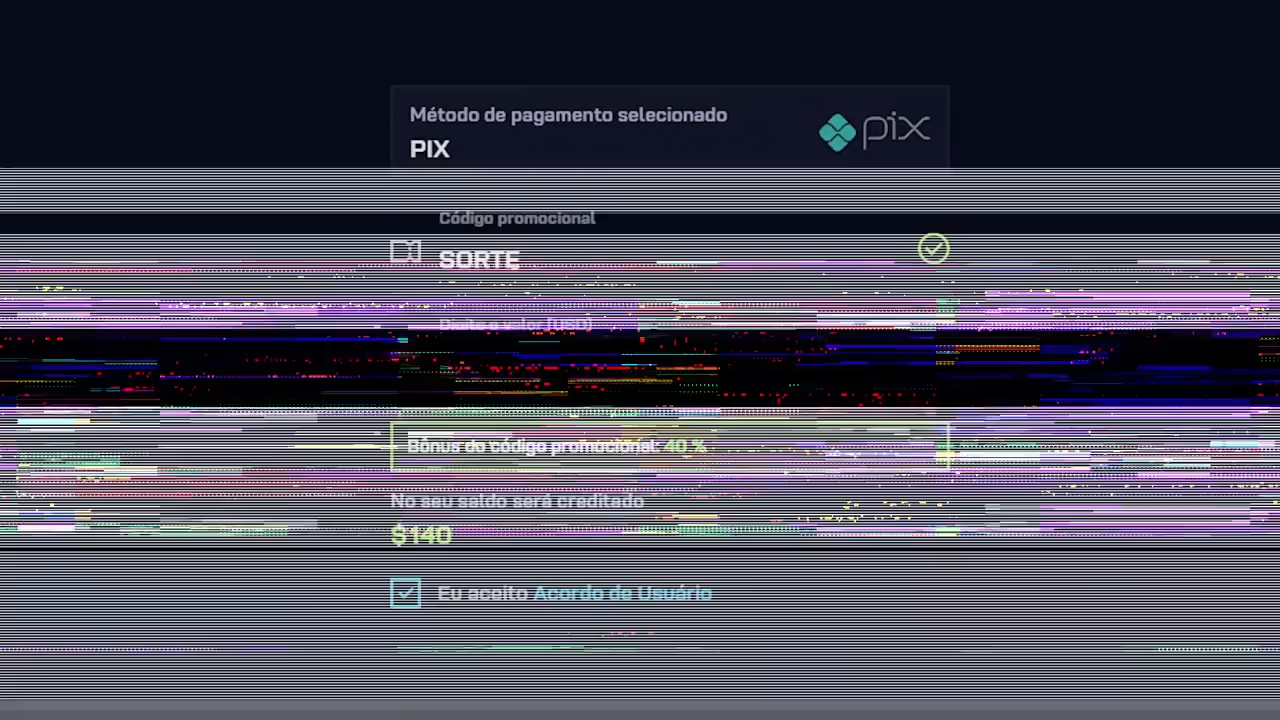 Método de pagamento selecionado
pix
PIX
Código promocional
SORTE
Bônus do código promocional: 40 %
No seu saldo será creditado
$140
Eu aceito Acordo de Usuário